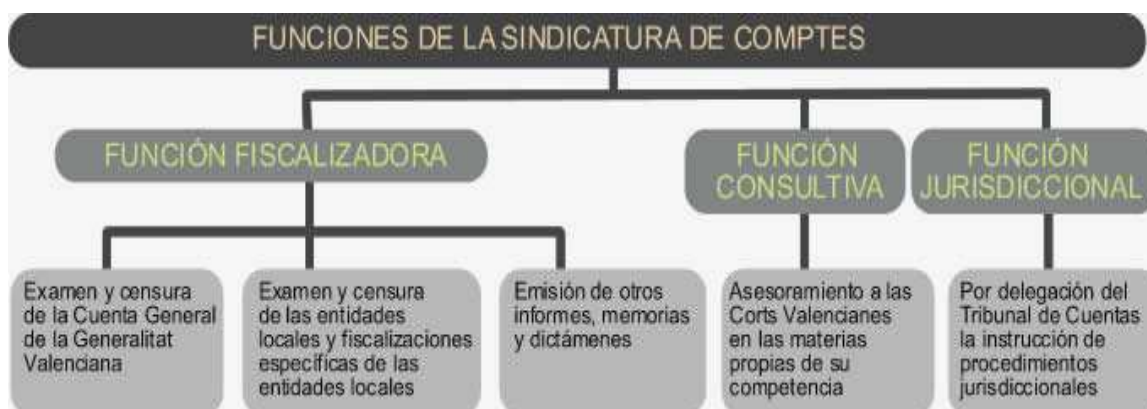 FUNCIONES DE LA SINDICATURA DE COMPTES
FUNCIÓN FISCALIZADORA
FUNCIÓN
CONSULTIVA
FUNCIÓN
JURISDICCIONAL
Examen y censura
de la Cuenta General
de la Generalitat
Valenciana
Examen y censura
de las entidades
locales y fiscalizaciones
específicas de las
entidades locales
Emisión de otros
informes, memorias
y dictámenes
Asesoramiento a las
Corts Valencianes
en las materias
propias de su
competencia
Por delegación del
Tribunal de Cuentas
la instrucción de
procedimientos
jurisdiccionales